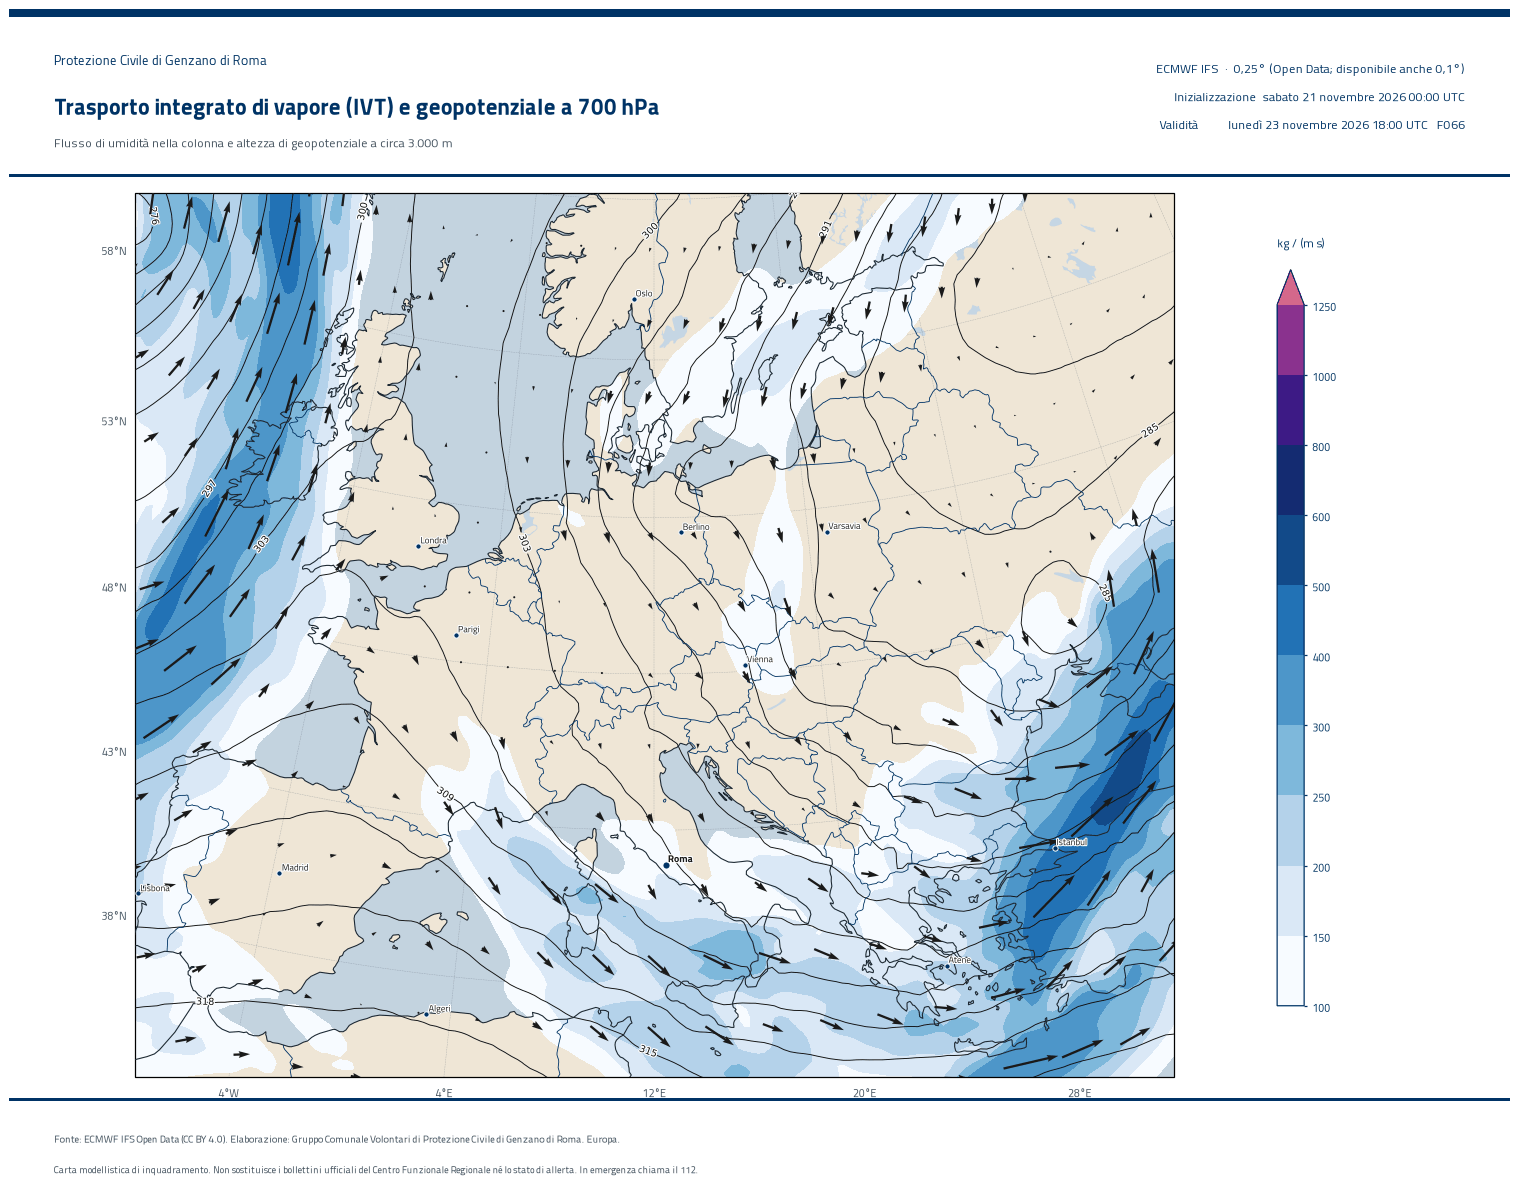 Protezione Civile di Genzano di Roma
Trasporto integrato di vapore (IVT) e geopotenziale a 700 hPa
Flusso di umidità nella colonna e altezza di geopotenziale a circa 3.000 m
ECMWF IFS · 0,25° (Open Data; disponibile anche 0,1°)
Inizializzazione sabato 21 novembre 2026 00:00 UTC
Validità lunedì 23 novembre 2026 18:00 UTC F066
276
300
300
291
58°N
Oslo
53°N
285
297
303
303
Londra
Berlino
Varsavia
48°N
285
Parigi
Vienna
43°N
309
Istanbul
Roma
Madrid
Lisbona
38°N
Atene
318
Algeri
315
4°W
4°E
12°E
20°E
28°E
kg / (m s)
1250
1000
800
600
500
400
300
250
200
150
100
Fonte: ECMWF IFS Open Data (CC BY 4.0). Elaborazione: Gruppo Comunale Volontari di Protezione Civile di Genzano di Roma. Europa.
Carta modellistica di inquadramento. Non sostituisce i bollettini ufficiali del Centro Funzionale Regionale né lo stato di allerta. In emergenza chiama il 112.